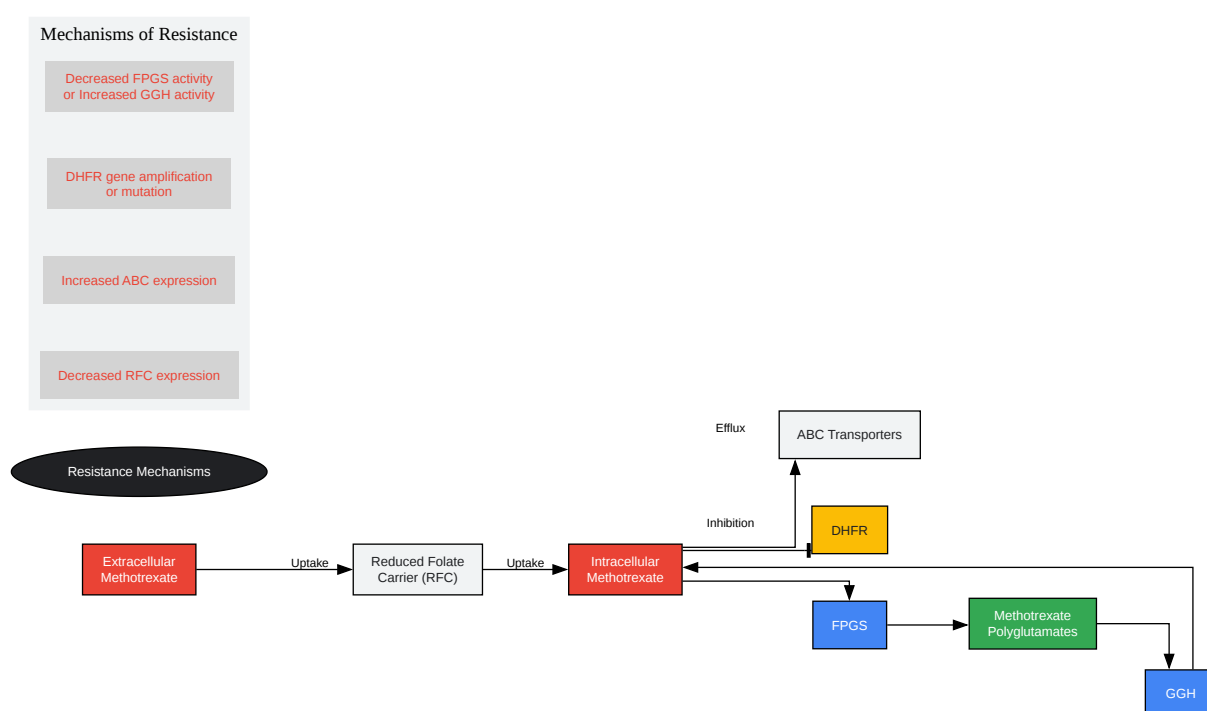 Mechanisms of Resistance
Decreased FPGS activity
or Increased GGH activity
DHFR gene amplification
or mutation
Increased ABC expression
Decreased RFC expression
Efflux
ABC Transporters
Resistance Mechanisms
Inhibition
DHFR
Extracellular
Methotrexate
Uptake
Reduced Folate
Carrier (RFC)
Uptake
Intracellular
Methotrexate
FPGS
Methotrexate
Polyglutamates
GGH